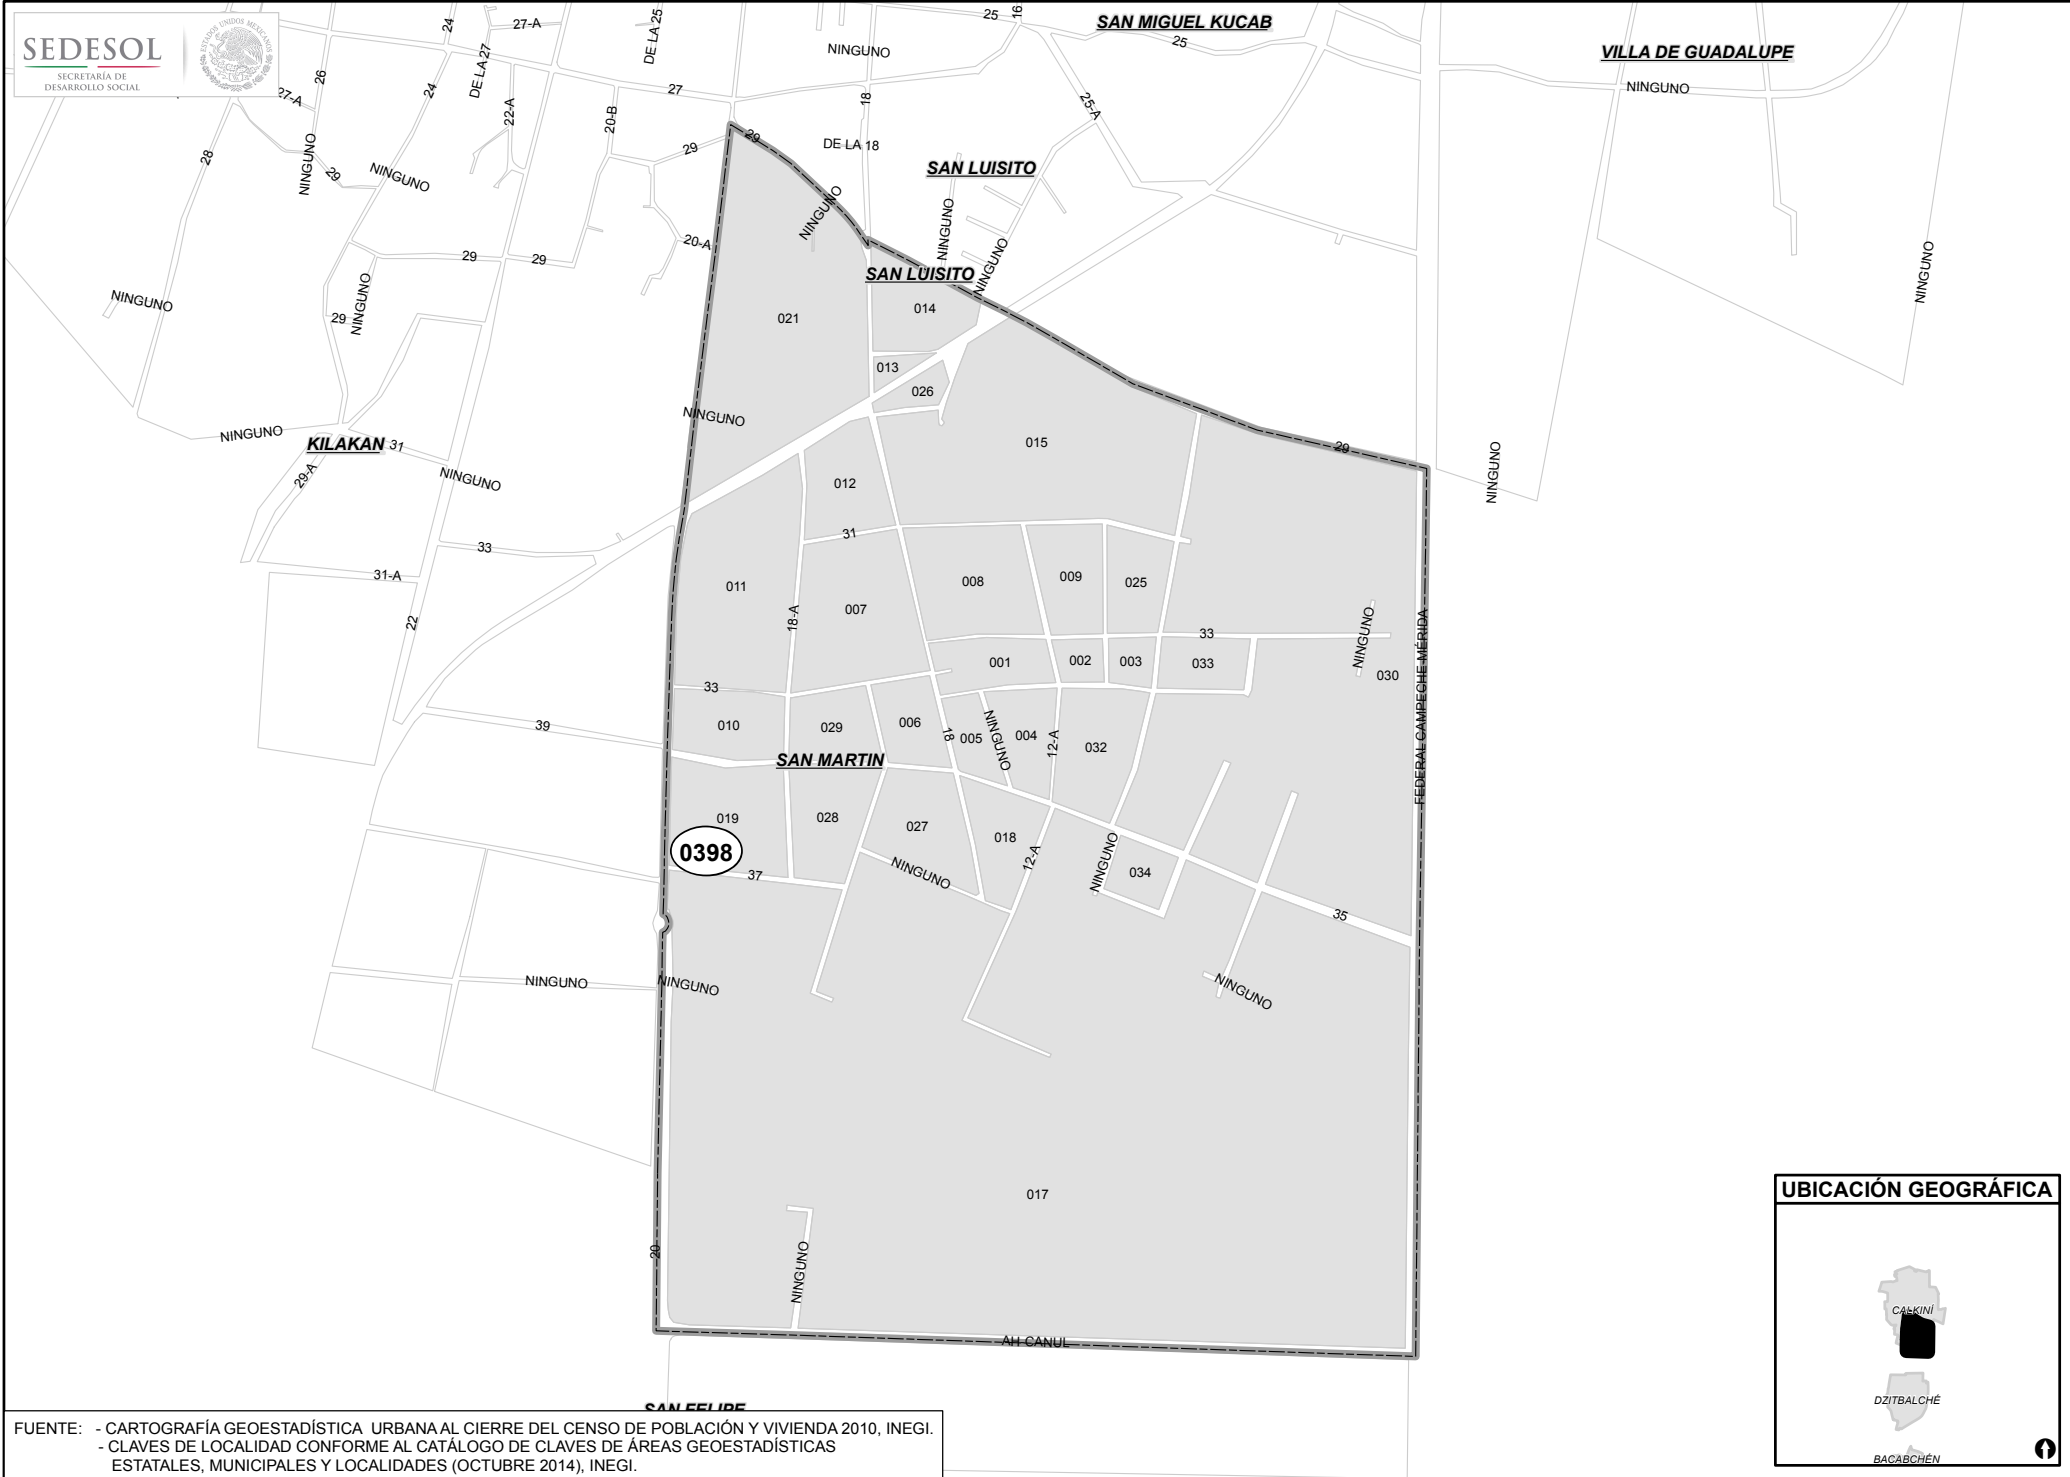 SEDESOL
SECRETARÍA DE
DESARROLLO SOCIAL
ESTADOS UNIDOS MEXICANOS
24
27-A
DE LA 25
25
16
SAN MIGUEL KUCAB
25
VILLA DE GUADALUPE
NINGUNO
26
DE LA 27
NINGUNO
27
24
27-A
22-A
20-B
18
25-A
NINGUNO
28
29
NINGUNO
29
29
DE LA 18
SAN LUISITO
NINGUNO
NINGUNO
20-A
29
29
NINGUNO
SAN LUISITO
NINGUNO
NINGUNO
NINGUNO
29
NINGUNO
021
014
013
026
NINGUNO
NINGUNO
KILAKAN
31
29-A
NINGUNO
015
29
NINGUNO
012
31
33
31-A
011
007
18-A
008
009
025
22
33
NINGUNO
FEDERAL CAMPECHE-MÉRIDA
001
002
003
033
030
33
39
010
029
006
18
005
NINGUNO
004
12-A
032
SAN MARTIN
019
028
027
018
12-A
NINGUNO
034
0398
37
NINGUNO
35
NINGUNO
NINGUNO
NINGUNO
017
20
NINGUNO
AH CANUL
SAN FELIPE
UBICACIÓN GEOGRÁFICA
CALKINÍ
DZITBALCHÉ
BACABCHÉN
FUENTE: - CARTOGRAFÍA GEOESTADÍSTICA URBANA AL CIERRE DEL CENSO DE POBLACIÓN Y VIVIENDA 2010, INEGI.
- CLAVES DE LOCALIDAD CONFORME AL CATÁLOGO DE CLAVES DE ÁREAS GEOESTADÍSTICAS
ESTATALES, MUNICIPALES Y LOCALIDADES (OCTUBRE 2014), INEGI.